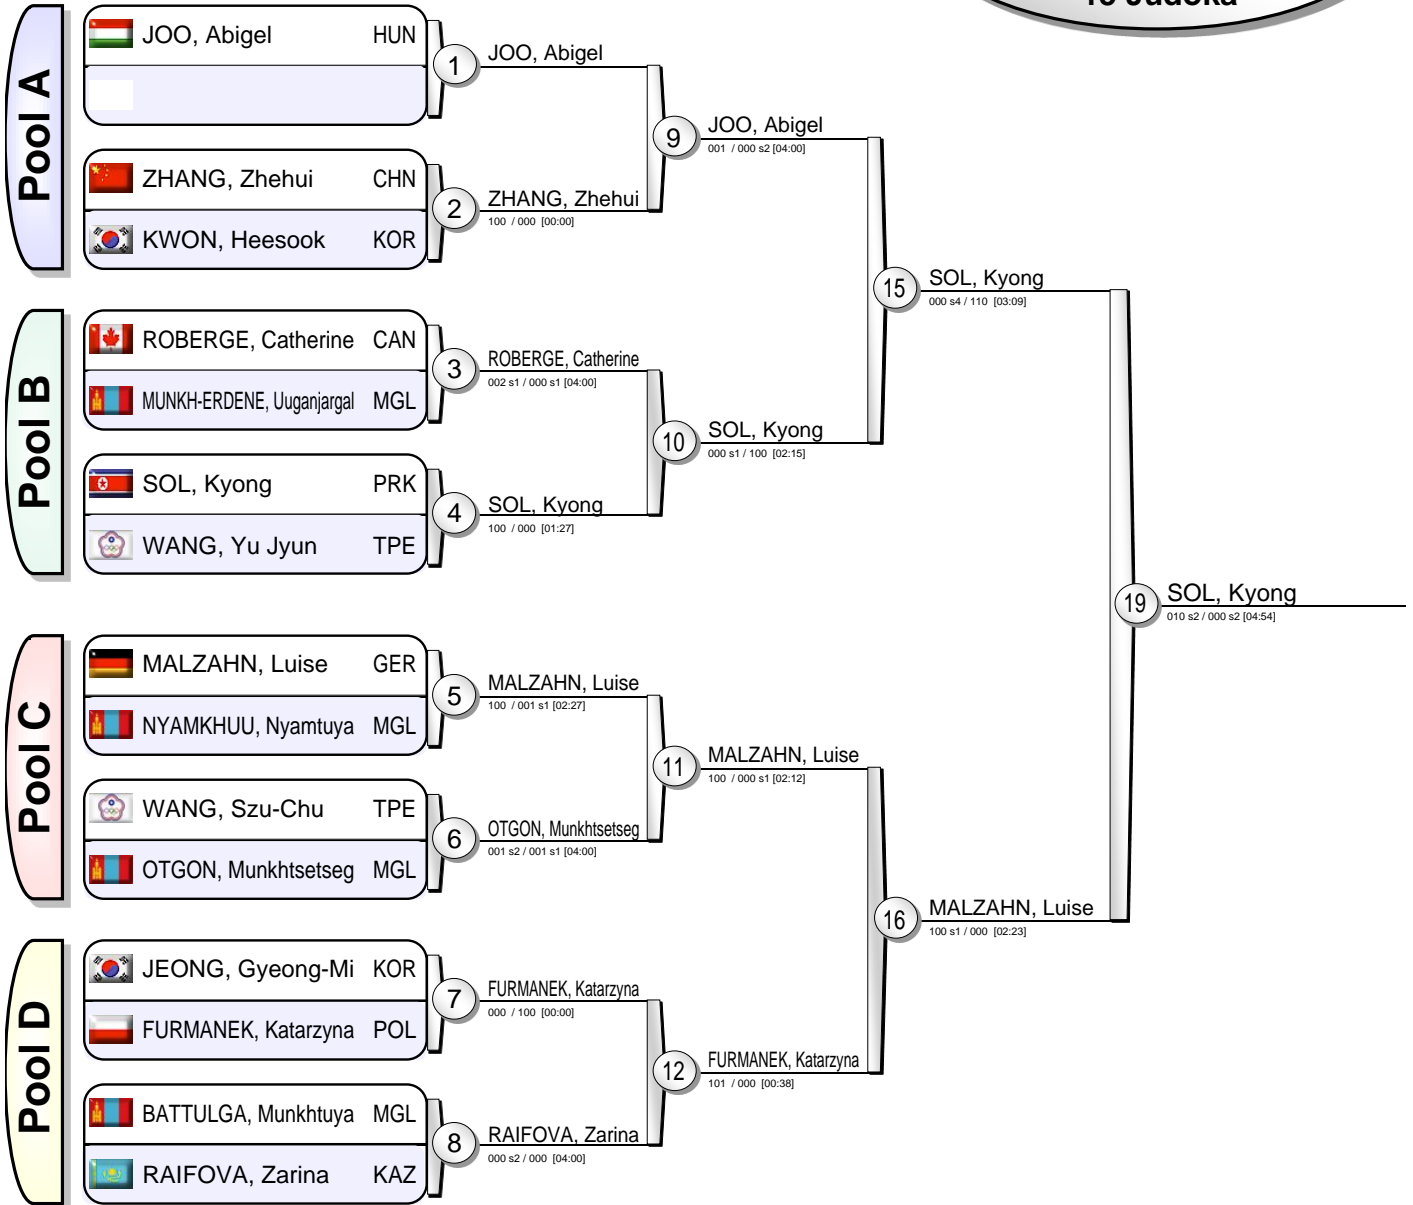 Judoka
Pool A
JOO, Abigel HUN
1
JOO, Abigel
ZHANG, Zhehui CHN
KWON, Heesook KOR
2
ZHANG, Zhehui
100 / 000 [00:00]
9
JOO, Abigel
001 / 000 s2 [04:00]
Pool B
ROBERGE, Catherine CAN
MUNKH-ERDENE, Uuganjargal MGL
3
ROBERGE, Catherine
002 s1 / 000 s1 [04:00]
SOL, Kyong PRK
WANG, Yu Jyun TPE
4
SOL, Kyong
100 / 000 [01:27]
10
SOL, Kyong
000 s1 / 100 [02:15]
15
SOL, Kyong
000 s4 / 110 [03:09]
Pool C
MALZAHN, Luise GER
NYAMKHUU, Nyamtuya MGL
5
MALZAHN, Luise
100 / 001 s1 [02:27]
WANG, Szu-Chu TPE
OTGON, Munkhtsetseg MGL
6
OTGON, Munkhtsetseg
001 s2 / 001 s1 [04:00]
11
MALZAHN, Luise
100 / 000 s1 [02:12]
Pool D
JEONG, Gyeong-Mi KOR
FURMANEK, Katarzyna POL
7
FURMANEK, Katarzyna
000 / 100 [00:00]
BATTULGA, Munkhtuya MGL
RAIFOVA, Zarina KAZ
8
RAIFOVA, Zarina
000 s2 / 000 [04:00]
12
FURMANEK, Katarzyna
101 / 000 [00:38]
16
MALZAHN, Luise
100 s1 / 000 [02:23]
19
SOL, Kyong
010 s2 / 000 s2 [04:54]